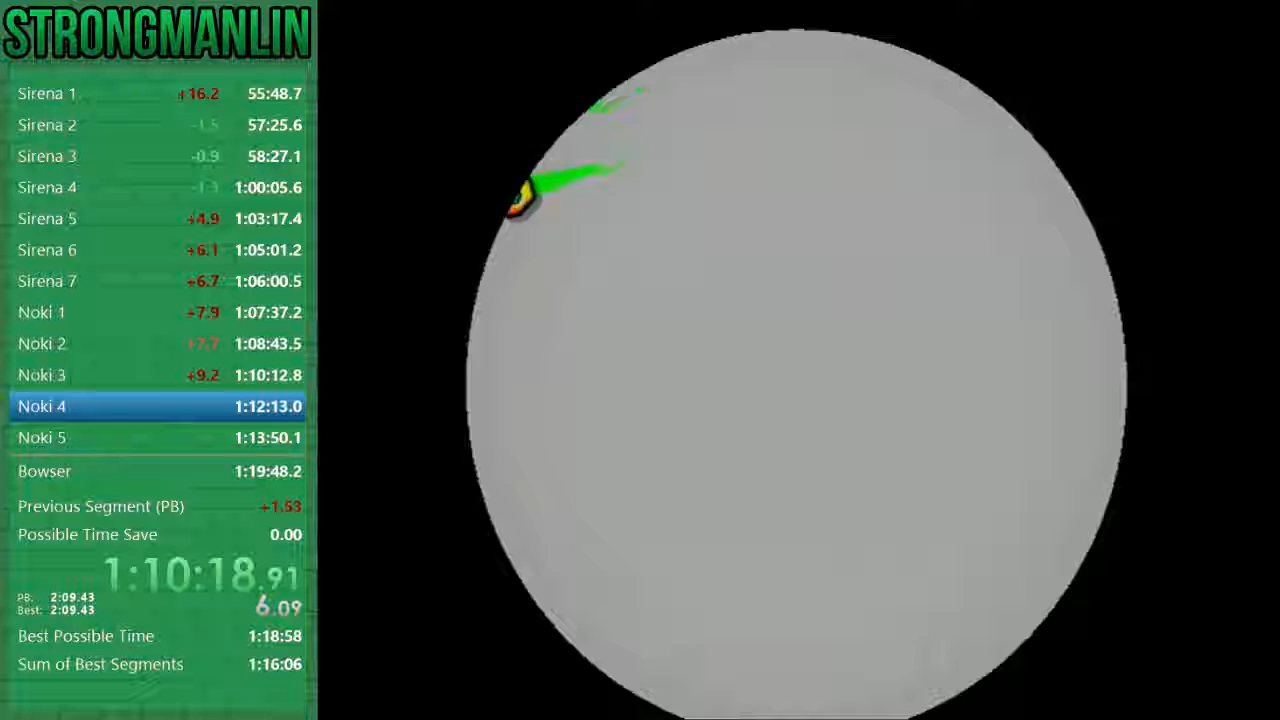 STRONGMANLIN
Sirena 1 +16.2 55:48.7
Sirena 2 -1.5 57:25.6
Sirena 3 -0.9 58:27.1
Sirena 4 -1.3 1:00:05.6
Sirena 5 +4.9 1:03:17.4
Sirena 6 +6.1 1:05:01.2
Sirena 7 +6.7 1:06:00.5
Noki 1 +7.9 1:07:37.2
Noki 2 +7.7 1:08:43.5
Noki 3 +9.2 1:10:12.8
Noki 4 1:12:13.0
Noki 5 1:13:50.1
Bowser 1:19:48.2
Previous Segment (PB) +1.53
Possible Time Save 0.00
1:10:18.91
PB: 2:09.43
Best: 2:09.43 6.09
Best Possible Time 1:18:58
Sum of Best Segments 1:16:06